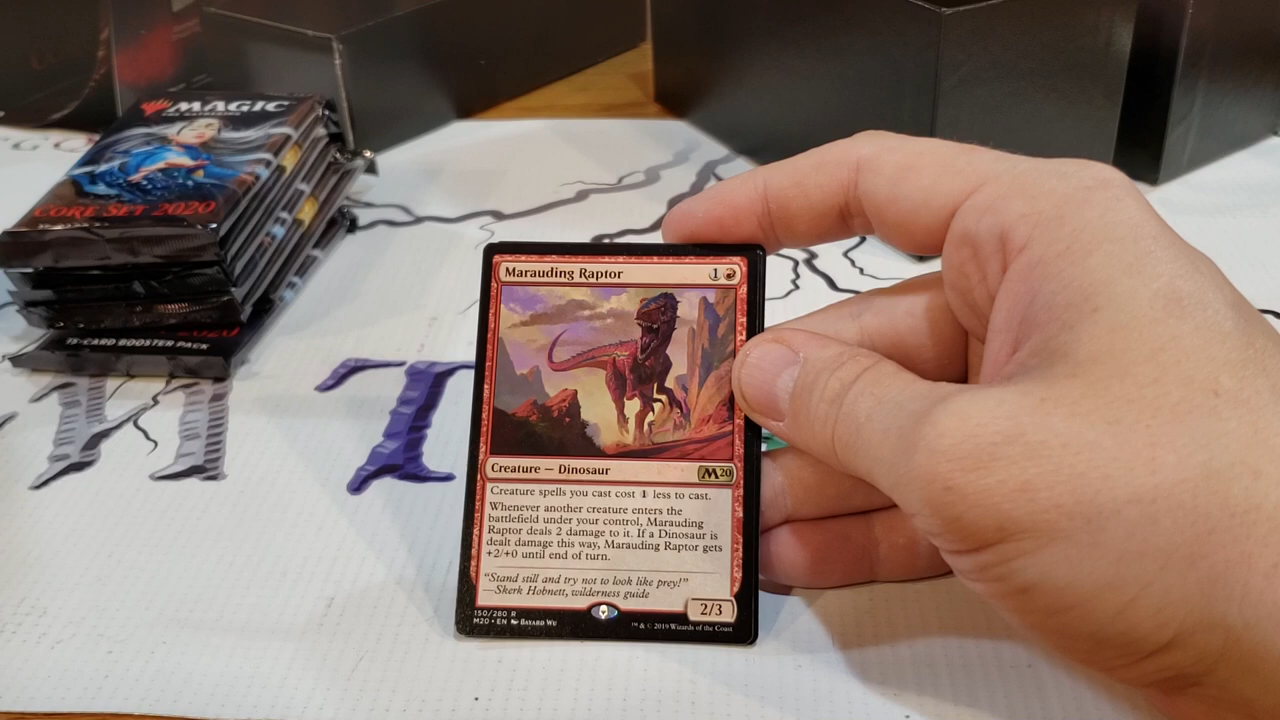 MAGIC
THE GATHERING
CORE SET 2020
2020
15-CARD BOOSTER PACK
T
Marauding Raptor 1
Creature — Dinosaur M20
Creature spells you cast cost 1 less to cast.
Whenever another creature enters the
battlefield under your control, Marauding
Raptor deals 2 damage to it. If a Dinosaur is
dealt damage this way, Marauding Raptor gets
+2/+0 until end of turn.
"Stand still and try not to look like prey!"
—Skerk Hobnett, wilderness guide
2/3
150/280 R
M20 • EN Bayard Wu
™ & © 2019 Wizards of the Coast